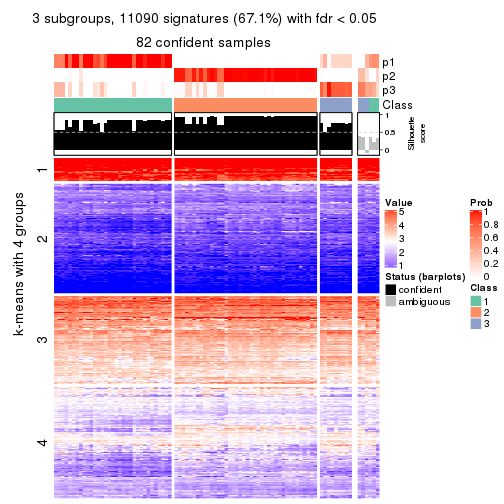 3 subgroups, 11090 signatures (67.1%) with fdr < 0.05
82 confident samples
p1
p2
p3
Class
1
0.5
0
Silhouette
score
k-means with 4 groups
1
2
3
4
Value
5
4
3
2
1
Status (barplots)
confident
ambiguous
Prob
1
0.8
0.6
0.4
0.2
0
Class
1
2
3